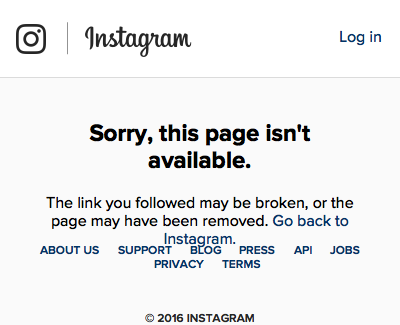 Instagram
Log in
Sorry, this page isn't
available.
The link you followed may be broken, or the
page may have been removed. Go back to
Instagram.
ABOUT US SUPPORT BLOG PRESS API JOBS
PRIVACY TERMS
© 2016 INSTAGRAM